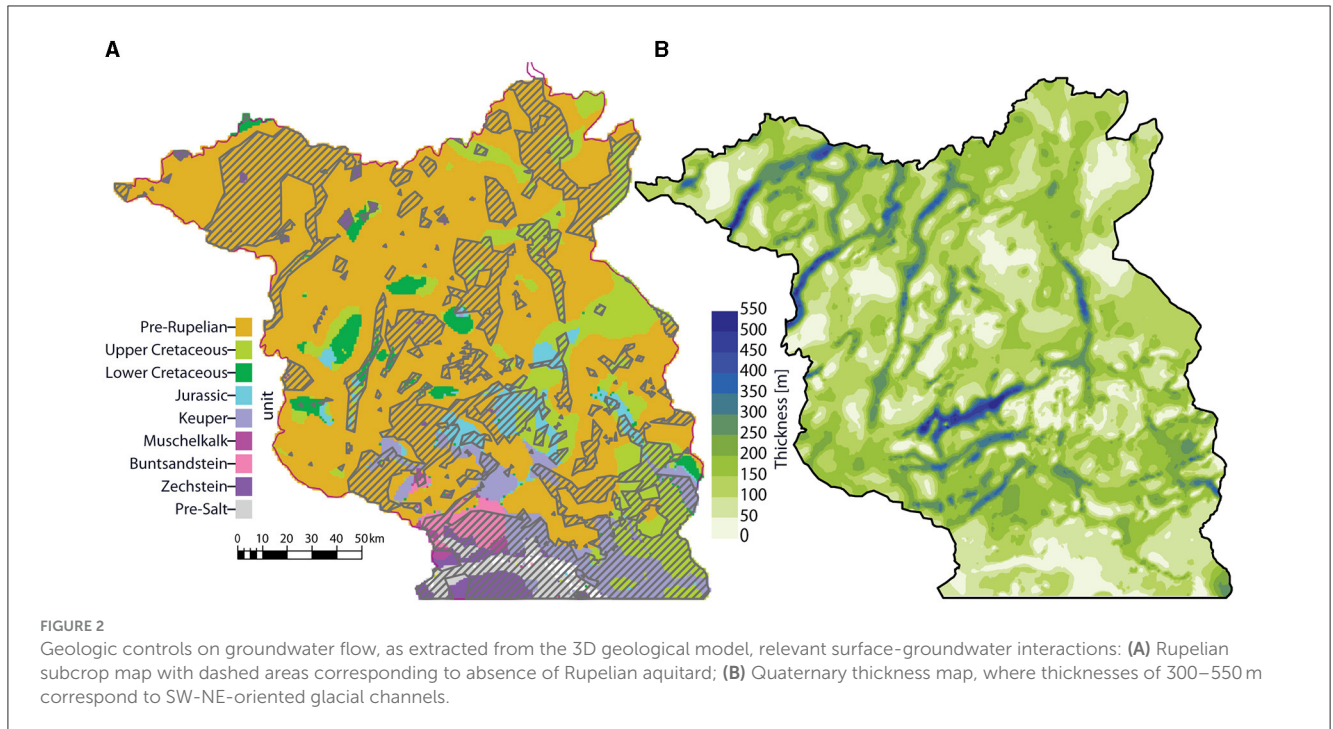 A
B
Pre-Rupelian
Upper Cretaceous
Lower Cretaceous
Jurassic
Keuper
Muschelkalk
Buntsandstein
Zechstein
Pre-Salt
unit
0 10 20 30 40 50 km
550
500
450
400
350
300
250
200
150
100
50
0
Thickness [m]
FIGURE 2
Geologic controls on groundwater flow, as extracted from the 3D geological model, relevant surface-groundwater interactions: (A) Rupelian
subcrop map with dashed areas corresponding to absence of Rupelian aquitard; (B) Quaternary thickness map, where thicknesses of 300–550 m
correspond to SW-NE-oriented glacial channels.